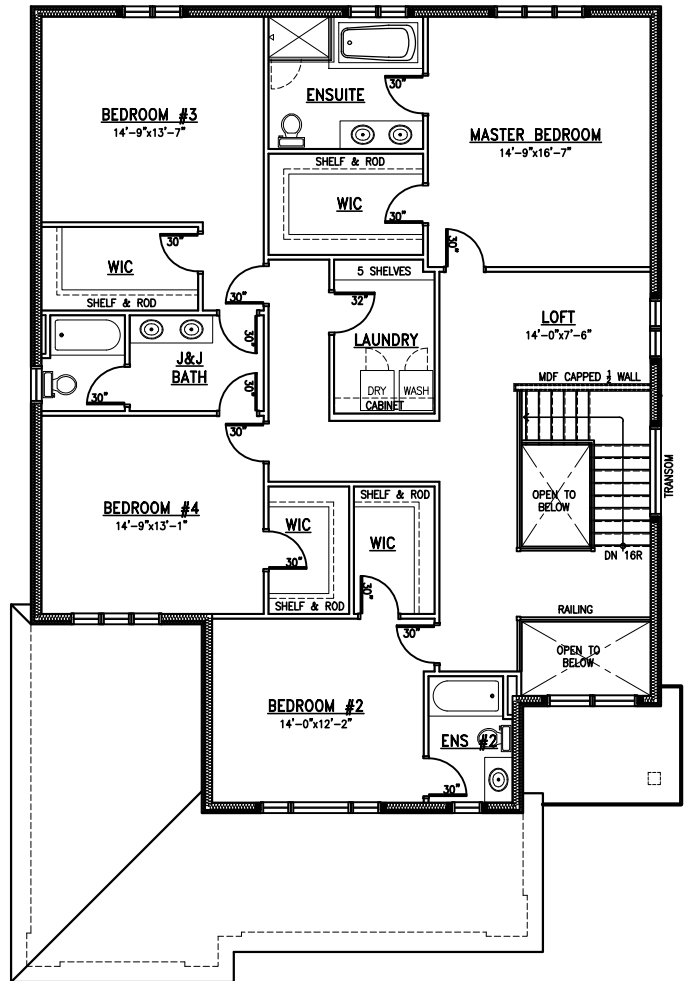 BEDROOM #3
14'-9"x13'-7"
ENSUITE
30"
MASTER BEDROOM
14'-9"x16'-7"
SHELF & ROD
WIC
30"
30"
30"
WIC
SHELF & ROD
30"
5 SHELVES
32"
LAUNDRY
DRY
WASH
CABINET
LOFT
14'-0"x7'-6"
MDF CAPPED ½ WALL
J&J
BATH
30"
30"
30"
30"
BEDROOM #4
14'-9"x13'-1"
WIC
30"
SHELF & ROD
SHELF & ROD
WIC
30"
OPEN TO
BELOW
TRANSOM
DN 16R
RAILING
OPEN TO
BELOW
30"
BEDROOM #2
14'-0"x12'-2"
ENS #2
30"